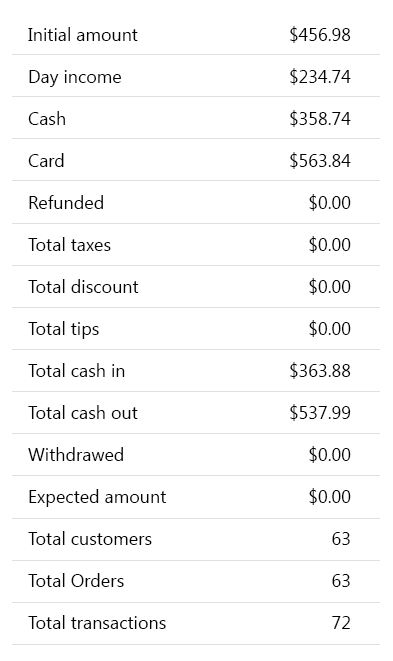 Initial amount $456.98
Day income $234.74
Cash $358.74
Card $563.84
Refunded $0.00
Total taxes $0.00
Total discount $0.00
Total tips $0.00
Total cash in $363.88
Total cash out $537.99
Withdrawed $0.00
Expected amount $0.00
Total customers 63
Total Orders 63
Total transactions 72